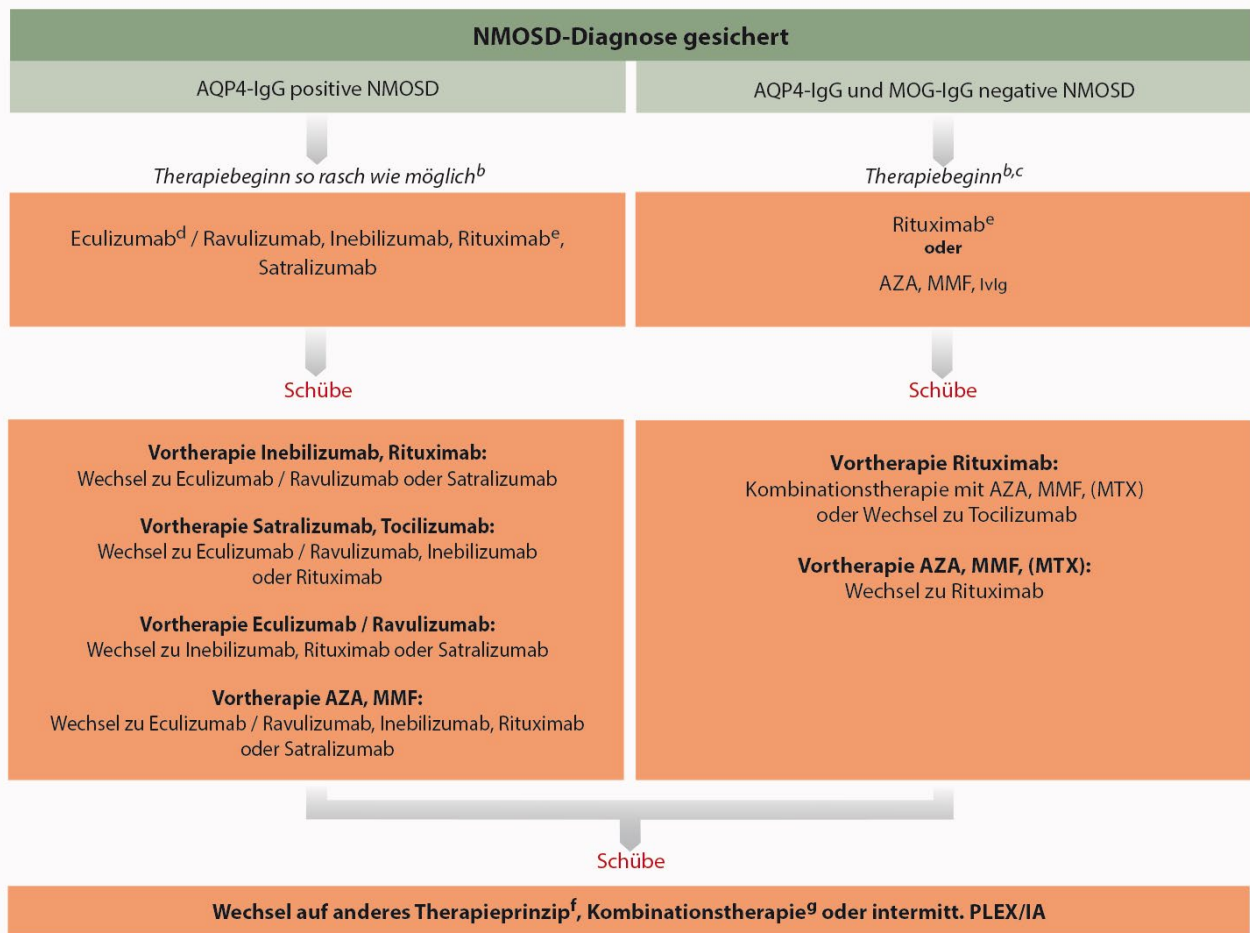 NMOSD-Diagnose gesichert
AQP4-IgG positive NMOSD
Therapiebeginn so rasch wie möglichᵇ
Eculizumabᵈ / Ravulizumab, Inebilizumab, Rituximabᵉ,
Satralizumab
Schübe
Vortherapie Inebilizumab, Rituximab:
Wechsel zu Eculizumab / Ravulizumab oder Satralizumab
Vortherapie Satralizumab, Tocilizumab:
Wechsel zu Eculizumab / Ravulizumab, Inebilizumab
oder Rituximab
Vortherapie Eculizumab / Ravulizumab:
Wechsel zu Inebilizumab, Rituximab oder Satralizumab
Vortherapie AZA, MMF:
Wechsel zu Eculizumab / Ravulizumab, Inebilizumab, Rituximab
oder Satralizumab
AQP4-IgG und MOG-IgG negative NMOSD
Therapiebeginnᵇ,ᶜ
Rituximabᵉ
oder
AZA, MMF, IvIg
Schübe
Vortherapie Rituximab:
Kombinationstherapie mit AZA, MMF, (MTX)
oder Wechsel zu Tocilizumab
Vortherapie AZA, MMF, (MTX):
Wechsel zu Rituximab
Schübe
Wechsel auf anderes Therapieprinzipᶠ, Kombinationstherapieᵍ oder intermitt. PLEX/IA